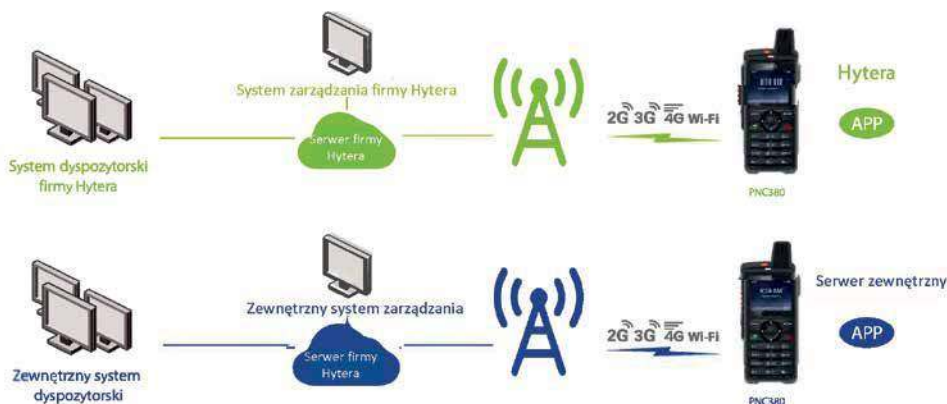 System zarządzania firmy Hytera
Serwer firmy
Hytera
System dyspozytorski
firmy Hytera
2G 3G 4G Wi-Fi
Hytera
APP
PNC380
Zewnętrzny system zarządzania
Serwer firmy
Hytera
Zewnętrzny system
dyspozytorski
2G 3G 4G Wi-Fi
Serwer zewnętrzny
APP
PNC380